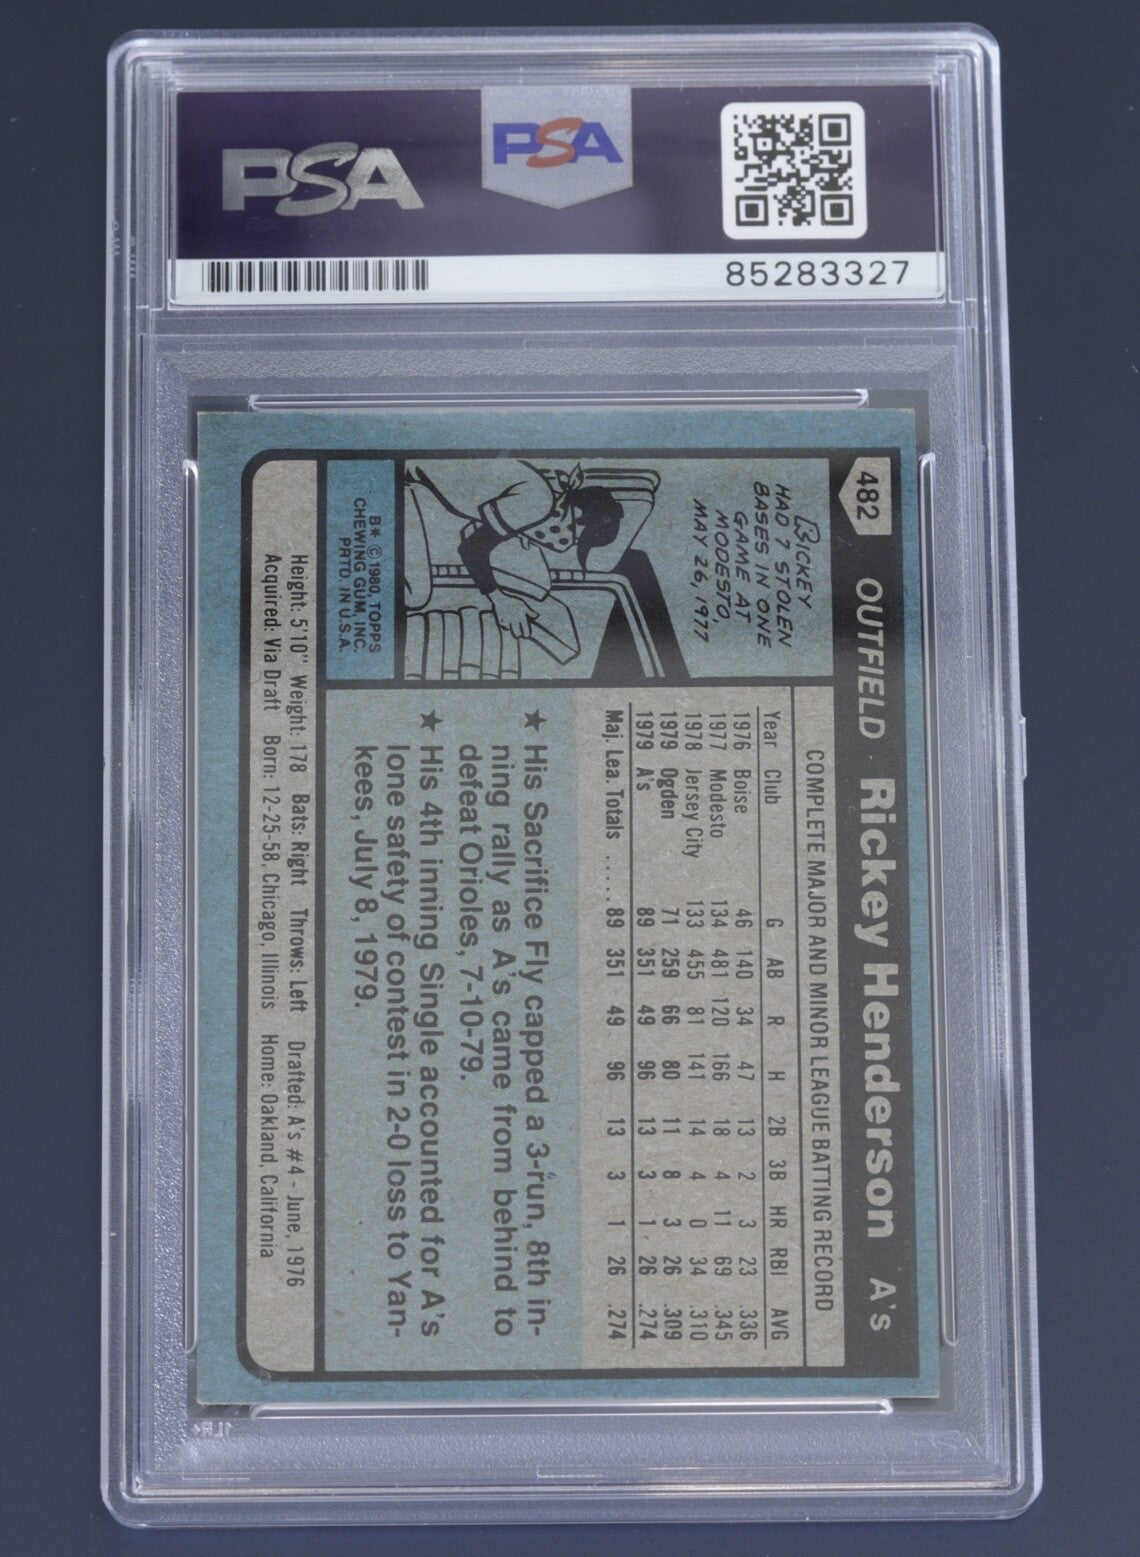 PSA
PSA
85283327
482
OUTFIELD Rickey Henderson A's
RICKEY
HAD 7 STOLEN
BASES IN ONE
GAME AT
MODESTO,
MAY 26, 1977
B* © 1980, TOPPS
CHEWING GUM, INC.
PRTD. IN U.S.A.
COMPLETE MAJOR AND MINOR LEAGUE BATTING RECORD
Year Club G AB R H 2B 3B HR RBI AVG
1976 Boise 46 140 34 47 13 2 3 23 .336
1977 Modesto 134 481 120 166 18 4 11 69 .345
1978 Jersey City 133 455 81 141 14 4 0 34 .310
1979 Ogden 71 259 66 80 11 8 3 26 .309
1979 A's 89 351 49 96 13 3 1 26 .274
Maj. Lea. Totals ..... 89 351 49 96 13 3 1 26 .274
★ His Sacrifice Fly capped a 3-run, 8th in-
ning rally as A's came from behind to
defeat Orioles, 7-10-79.
★ His 4th inning Single accounted for A's
lone safety of contest in 2-0 loss to Yan-
kees, July 8, 1979.
Height: 5'10" Weight: 178 Bats: Right Throws: Left Drafted: A's #4 - June, 1976
Acquired: Via Draft Born: 12-25-58, Chicago, Illinois Home: Oakland, California